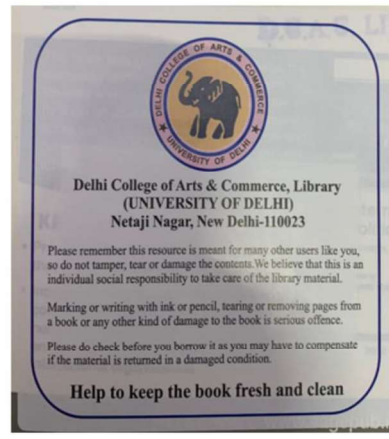 DELHI COLLEGE OF ARTS & COMMERCE
UNIVERSITY OF DELHI
Delhi College of Arts & Commerce, Library
(UNIVERSITY OF DELHI)
Netaji Nagar, New Delhi-110023
Please remember this resource is meant for many other users like you,
so do not tamper, tear or damage the contents. We believe that this is an
individual social responsibility to take care of the library material.
Marking or writing with ink or pencil, tearing or removing pages from
a book or any other kind of damage to the book is serious offence.
Please do check before you borrow it as you may have to compensate
if the material is returned in a damaged condition.
Help to keep the book fresh and clean